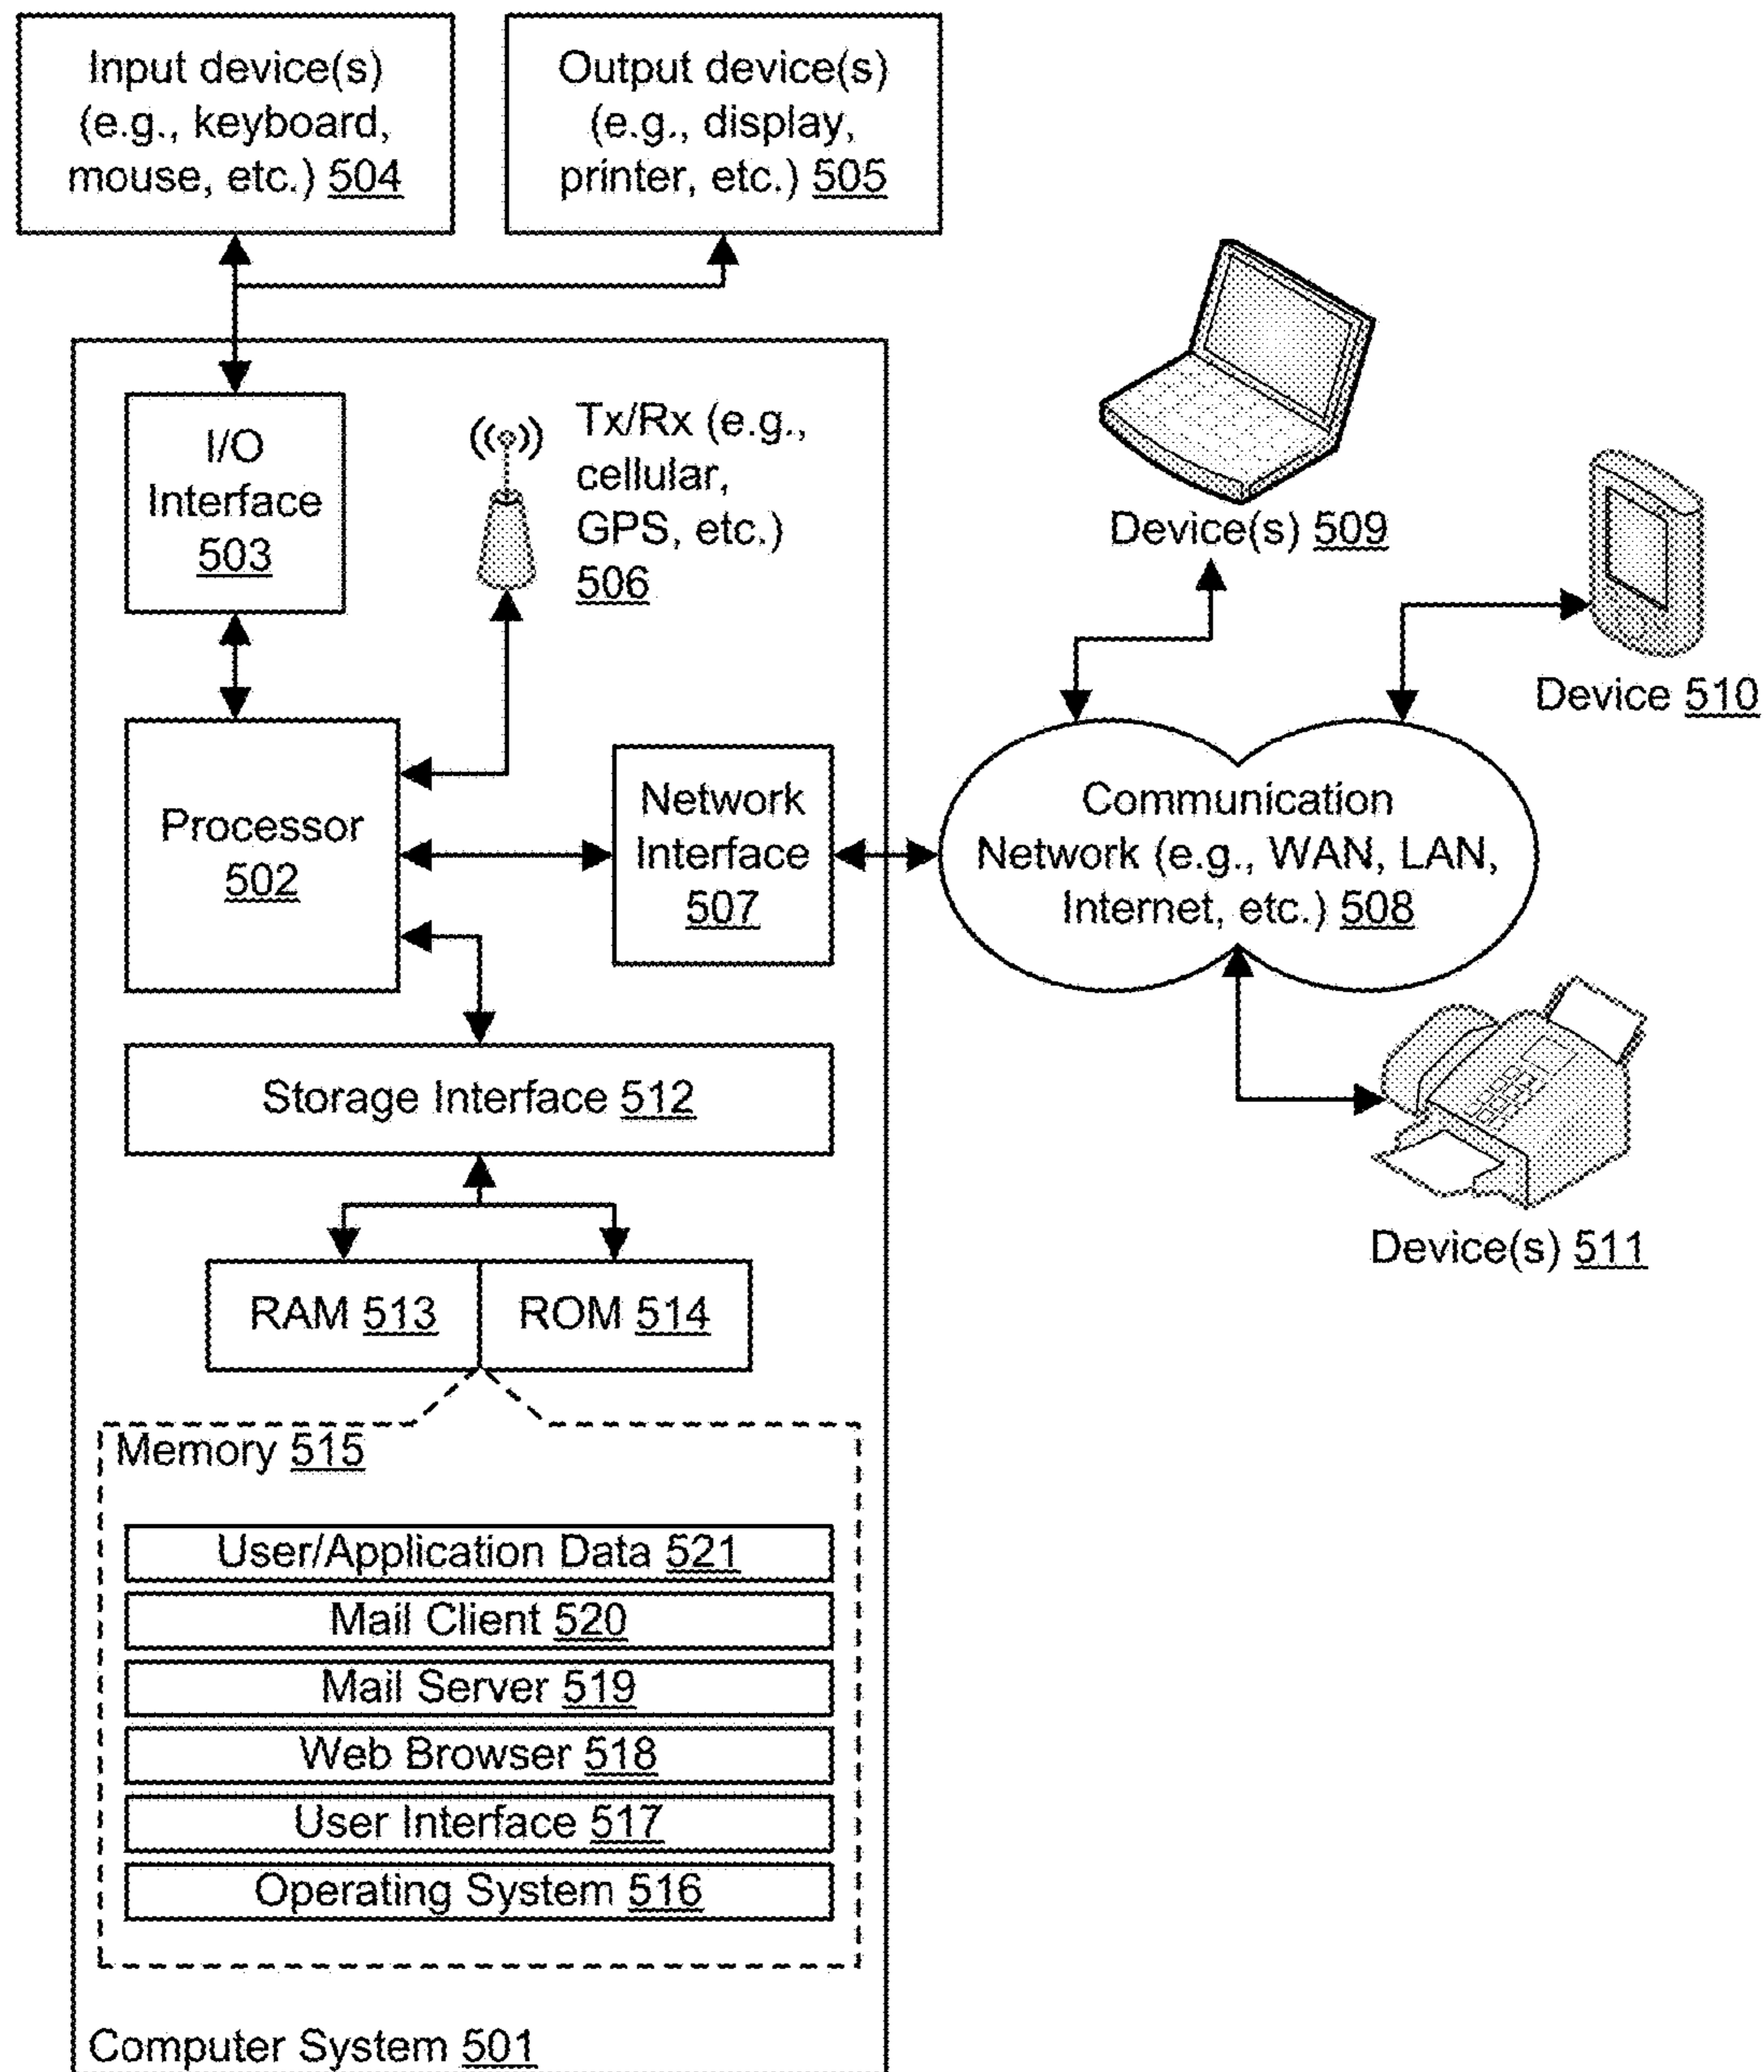 Input device(s)
(e.g., keyboard,
mouse, etc.) 504
Output device(s)
(e.g., display,
printer, etc.) 505
I/O
Interface
503
Tx/Rx (e.g.,
cellular,
GPS, etc.)
506
Device(s) 509
Device 510
Processor
502
Network
Interface
507
Communication
Network (e.g., WAN, LAN,
Internet, etc.) 508
Storage Interface 512
Device(s) 511
RAM 513
ROM 514
Memory 515
User/Application Data 521
Mail Client 520
Mail Server 519
Web Browser 518
User Interface 517
Operating System 516
Computer System 501